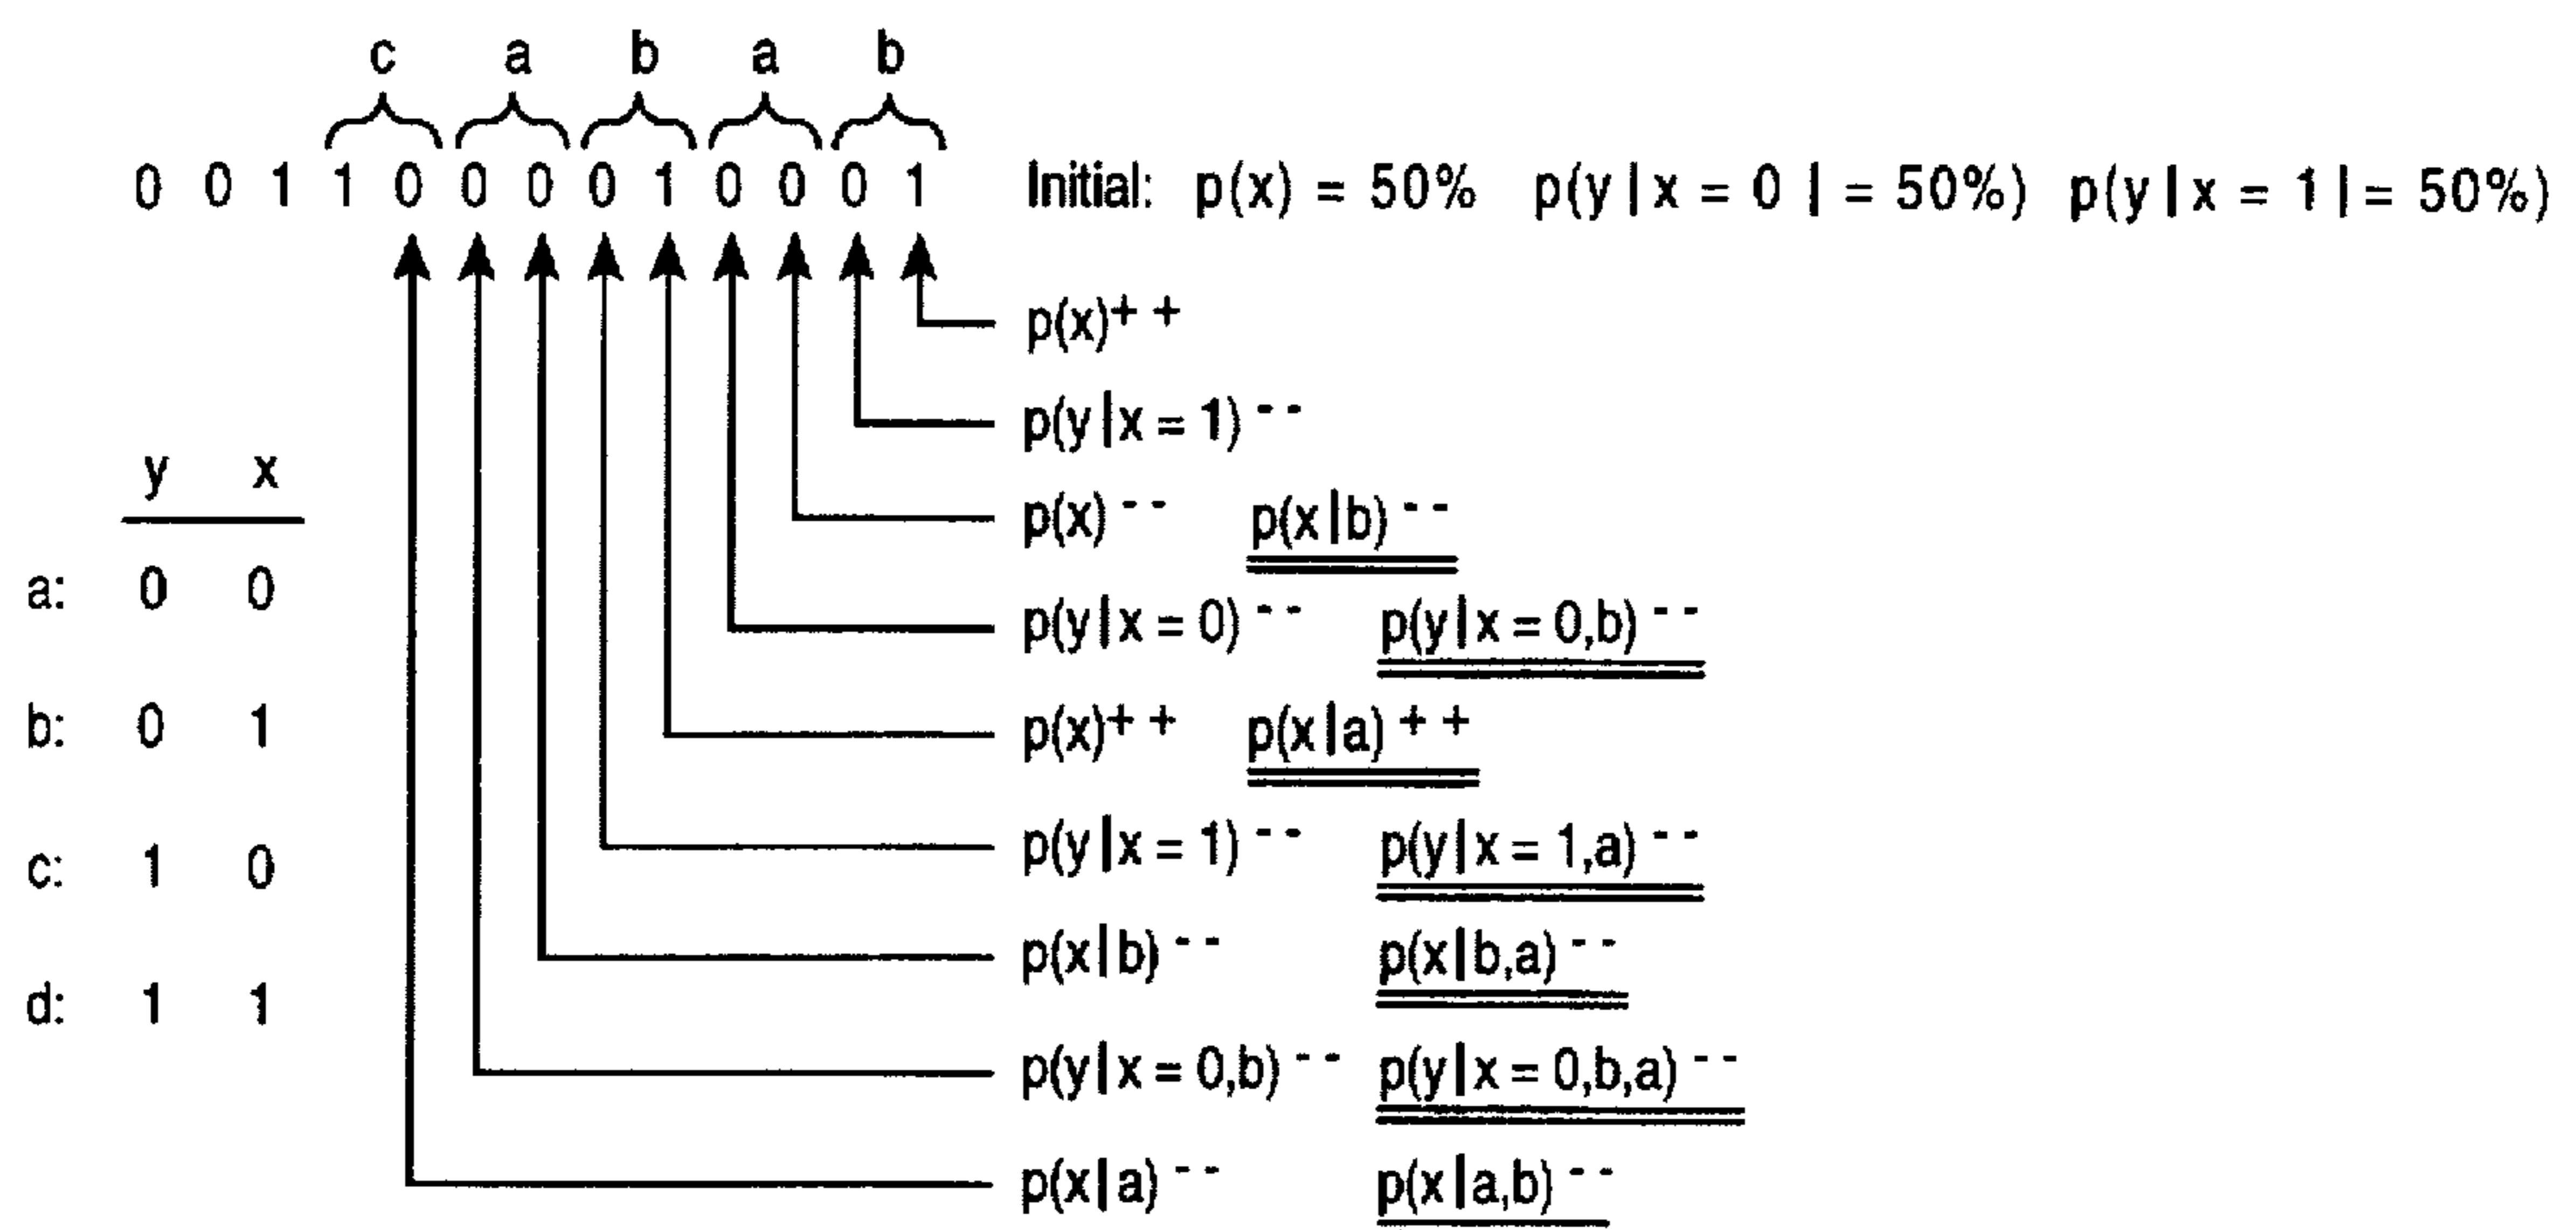 c a b a b
0 0 1 1 0 0 0 0 1 0 0 0 1 Initial: p(x) = 50% p(y|x = 0 | = 50%) p(y|x = 1 | = 50%)
p(x)++
p(y|x = 1)--
p(x)-- p(x|b)--
p(y|x = 0)-- p(y|x = 0,b)--
p(x)++ p(x|a)++
p(y|x = 1)-- p(y|x = 1,a)--
p(x|b)-- p(x|b,a)--
p(y|x = 0,b)-- p(y|x = 0,b,a)--
p(x|a)-- p(x|a,b)--
y x
a: 0 0
b: 0 1
c: 1 0
d: 1 1